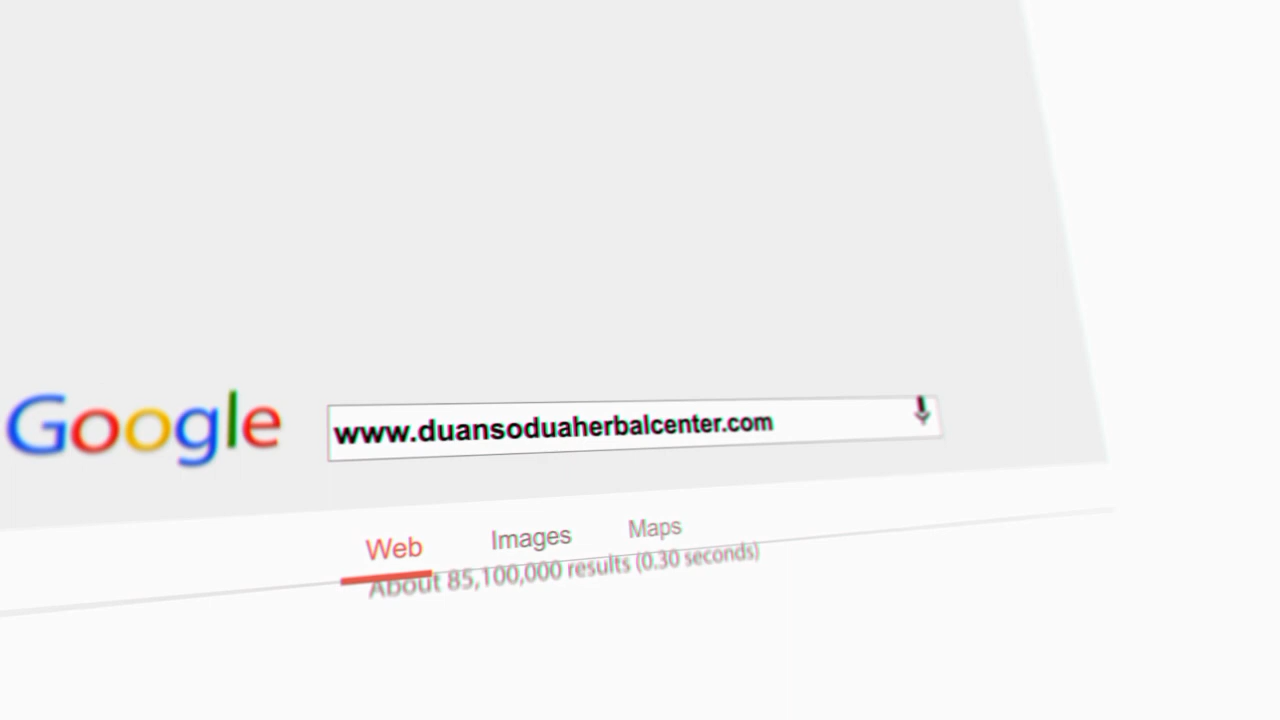 Google
www.duansoduaherbalcenter.com
Web Images Maps
About 85,100,000 results (0.30 seconds)